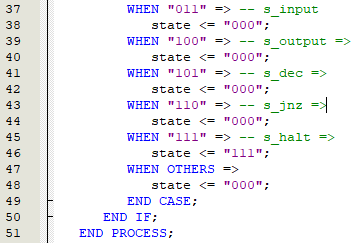 37 WHEN "011" => -- s_input
38 state <= "000";
39 WHEN "100" => -- s_output =>
40 state <= "000";
41 WHEN "101" => -- s_dec =>
42 state <= "000";
43 WHEN "110" => -- s_jnz =>
44 state <= "000";
45 WHEN "111" => -- s_halt =>
46 state <= "111";
47 WHEN OTHERS =>
48 state <= "000";
49 END CASE;
50 END IF;
51 END PROCESS;